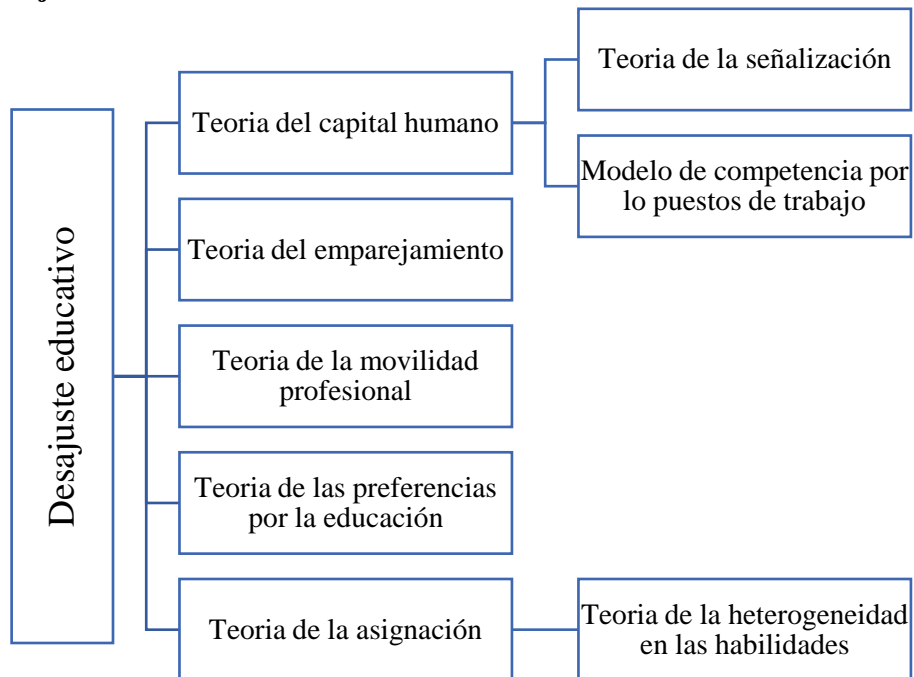 Desajuste educativo
Teoria del capital humano
Teoria de la señalización
Modelo de competencia por
lo puestos de trabajo
Teoria del emparejamiento
Teoria de la movilidad
profesional
Teoria de las preferencias
por la educación
Teoria de la asignación
Teoria de la heterogeneidad
en las habilidades